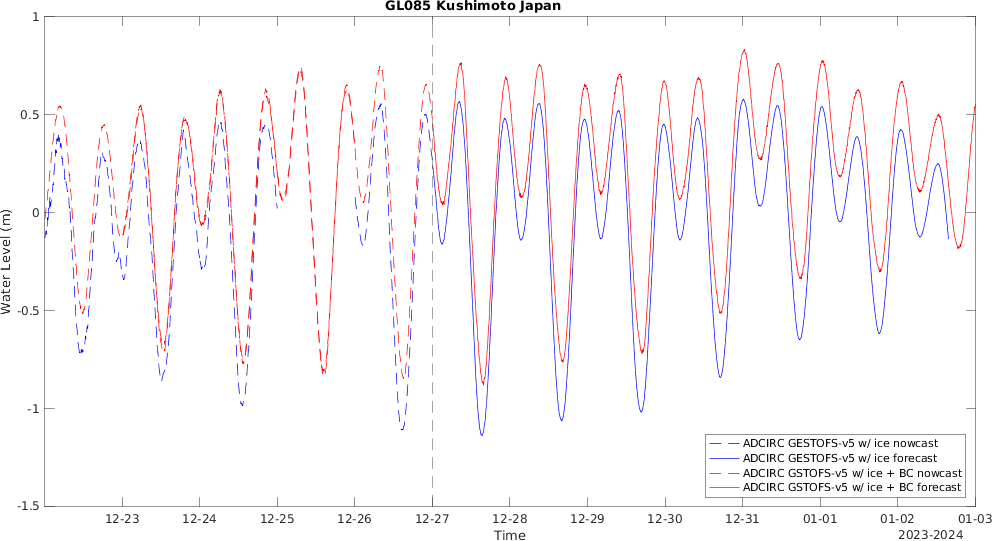 GL085 Kushimoto Japan
1
0.5
0
-0.5
-1
-1.5
Water Level (m)
12-23 12-24 12-25 12-26 12-27 12-28 12-29 12-30 12-31 01-01 01-02 01-03
Time
2023-2024
ADCIRC GESTOFS-v5 w/ ice nowcast
ADCIRC GESTOFS-v5 w/ ice forecast
ADCIRC GSTOFS-v5 w/ ice + BC nowcast
ADCIRC GSTOFS-v5 w/ ice + BC forecast